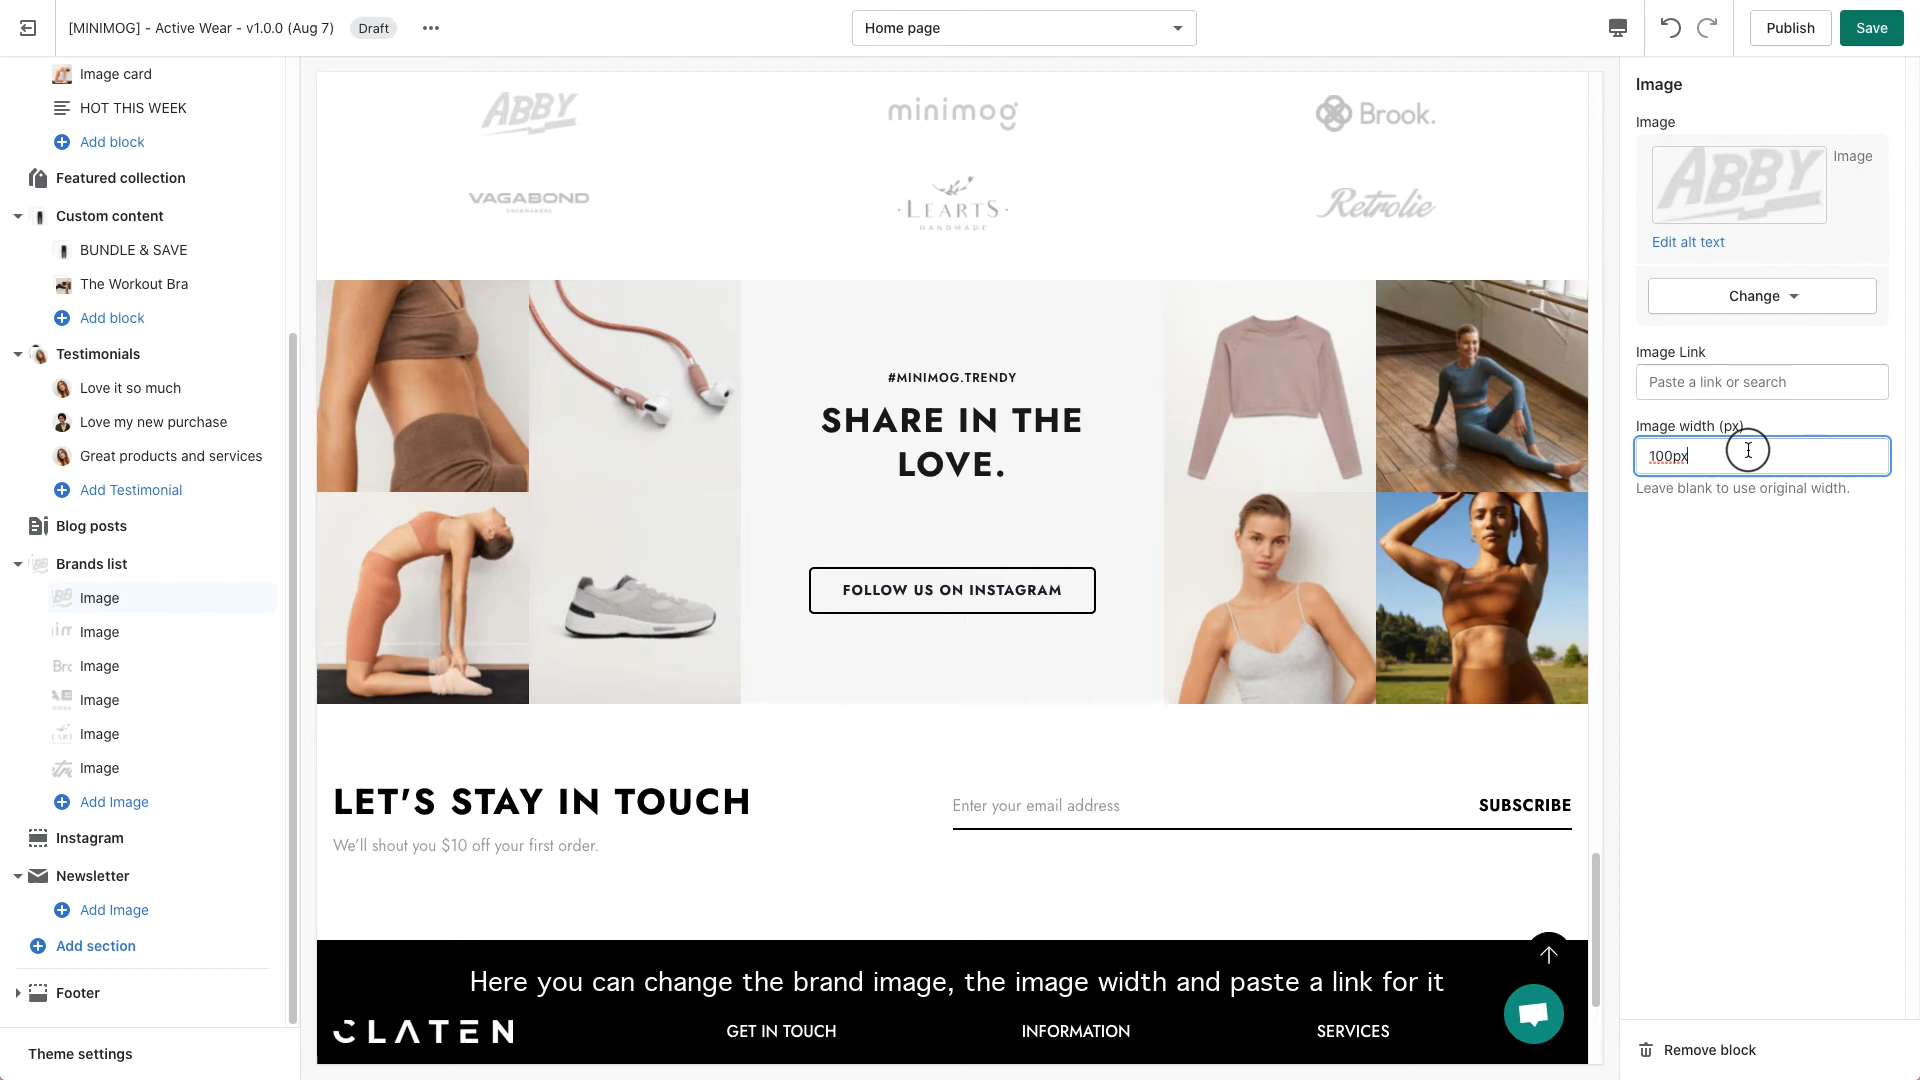 [MINIMOG] - Active Wear - v1.0.0 (Aug 7)
Draft
Home page
Publish
Save
Image card
HOT THIS WEEK
Add block
Featured collection
Custom content
BUNDLE & SAVE
The Workout Bra
Add block
Testimonials
Love it so much
Love my new purchase
Great products and services
Add Testimonial
Blog posts
Brands list
Image
Image
Image
Image
Image
Image
Add Image
Instagram
Newsletter
Add Image
Add section
Footer
Theme settings
ABBY
minimog
Brook.
VAGABOND
SHOEMAKERS
LEARTS
HANDMADE
Retrolie
#MINIMOG.TRENDY
SHARE IN THE
LOVE.
FOLLOW US ON INSTAGRAM
LET'S STAY IN TOUCH
We'll shout you $10 off your first order.
Enter your email address
SUBSCRIBE
Here you can change the brand image, the image width and paste a link for it
CLATEN
GET IN TOUCH
INFORMATION
SERVICES
Image
Image
ABBY
Image
Edit alt text
Change
Image Link
Paste a link or search
Image width (px)
100px
Leave blank to use original width.
Remove block